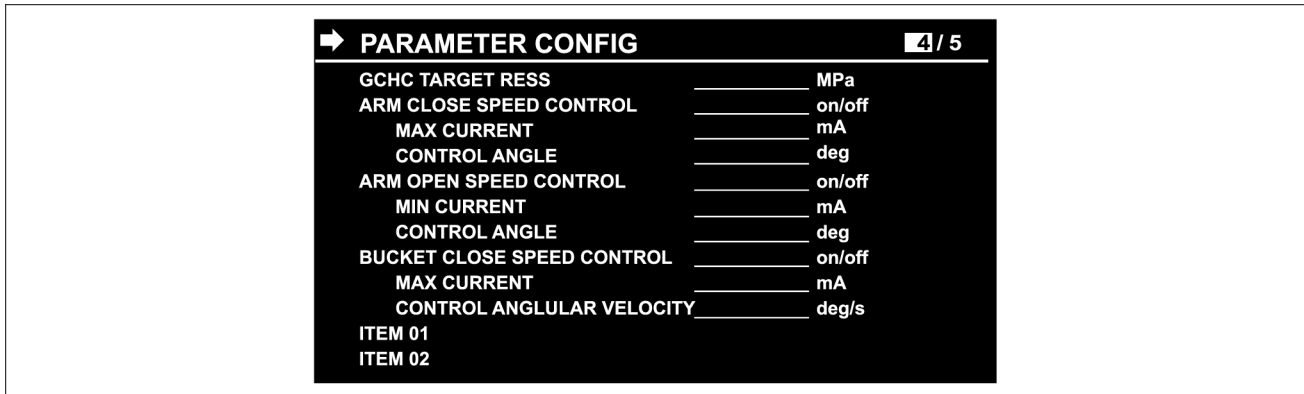 PARAMETER CONFIG 4 / 5
GCHC TARGET RESS MPa
ARM CLOSE SPEED CONTROL on/off
MAX CURRENT mA
CONTROL ANGLE deg
ARM OPEN SPEED CONTROL on/off
MIN CURRENT mA
CONTROL ANGLE deg
BUCKET CLOSE SPEED CONTROL on/off
MAX CURRENT mA
CONTROL ANGLULAR VELOCITY deg/s
ITEM 01
ITEM 02